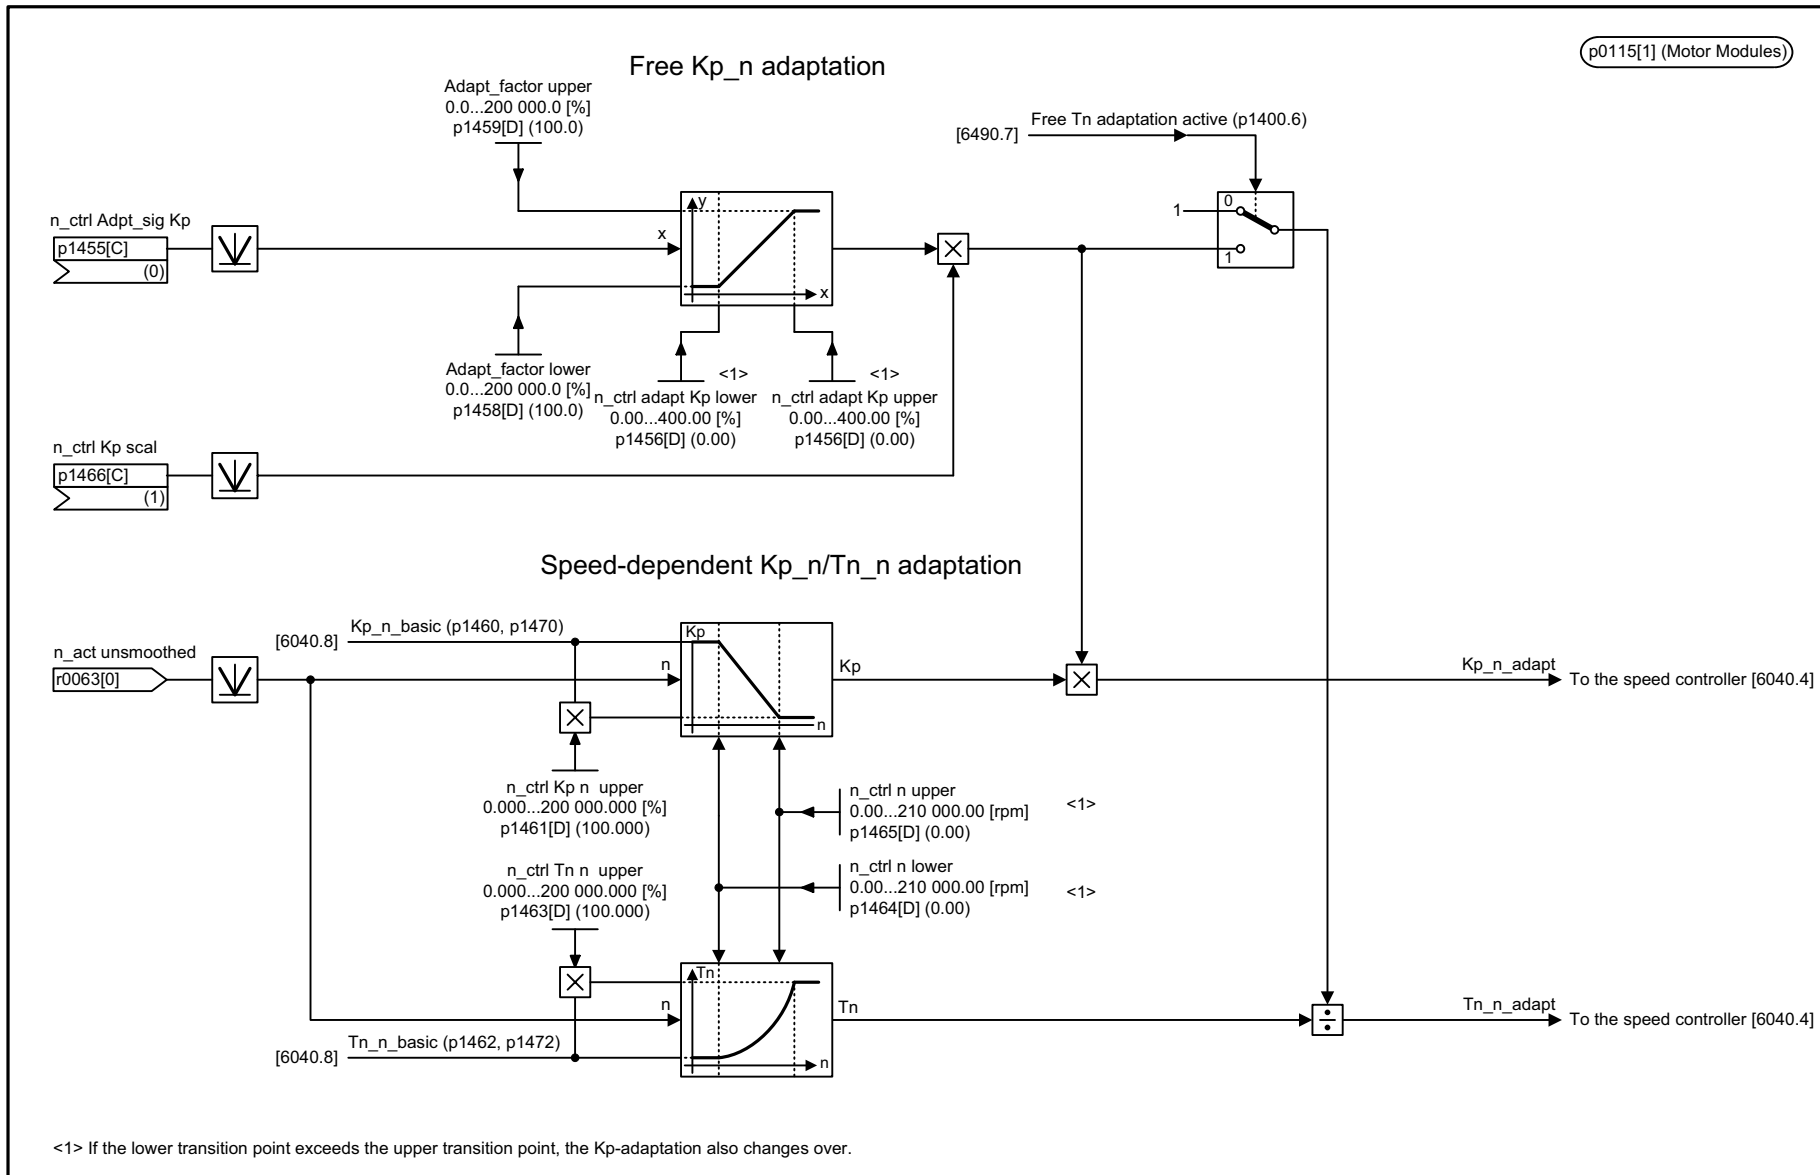 p0115[1] (Motor Modules)
Free Kp_n adaptation
Adapt_factor upper
0.0...200 000.0 [%]
p1459[D] (100.0)
Free Tn adaptation active (p1400.6)
[6490.7]
n_ctrl Adpt_sig Kp
p1455[C]
(0)
x
y
x
1
0
1
Adapt_factor lower
0.0...200 000.0 [%]
p1458[D] (100.0)
<1>
n_ctrl adapt Kp lower
0.00...400.00 [%]
p1456[D] (0.00)
<1>
n_ctrl adapt Kp upper
0.00...400.00 [%]
p1456[D] (0.00)
n_ctrl Kp scal
p1466[C]
(1)
Speed-dependent Kp_n/Tn_n adaptation
Kp_n_basic (p1460, p1470)
[6040.8]
n_act unsmoothed
r0063[0]
n
Kp
n
Kp
Kp_n_adapt
To the speed controller [6040.4]
n_ctrl Kp n upper
0.000...200 000.000 [%]
p1461[D] (100.000)
n_ctrl n upper
0.00...210 000.00 [rpm]
p1465[D] (0.00)
<1>
n_ctrl Tn n upper
0.000...200 000.000 [%]
p1463[D] (100.000)
n_ctrl n lower
0.00...210 000.00 [rpm]
p1464[D] (0.00)
<1>
n
Tn
n
Tn
Tn_n_adapt
To the speed controller [6040.4]
Tn_n_basic (p1462, p1472)
[6040.8]
<1> If the lower transition point exceeds the upper transition point, the Kp-adaptation also changes over.